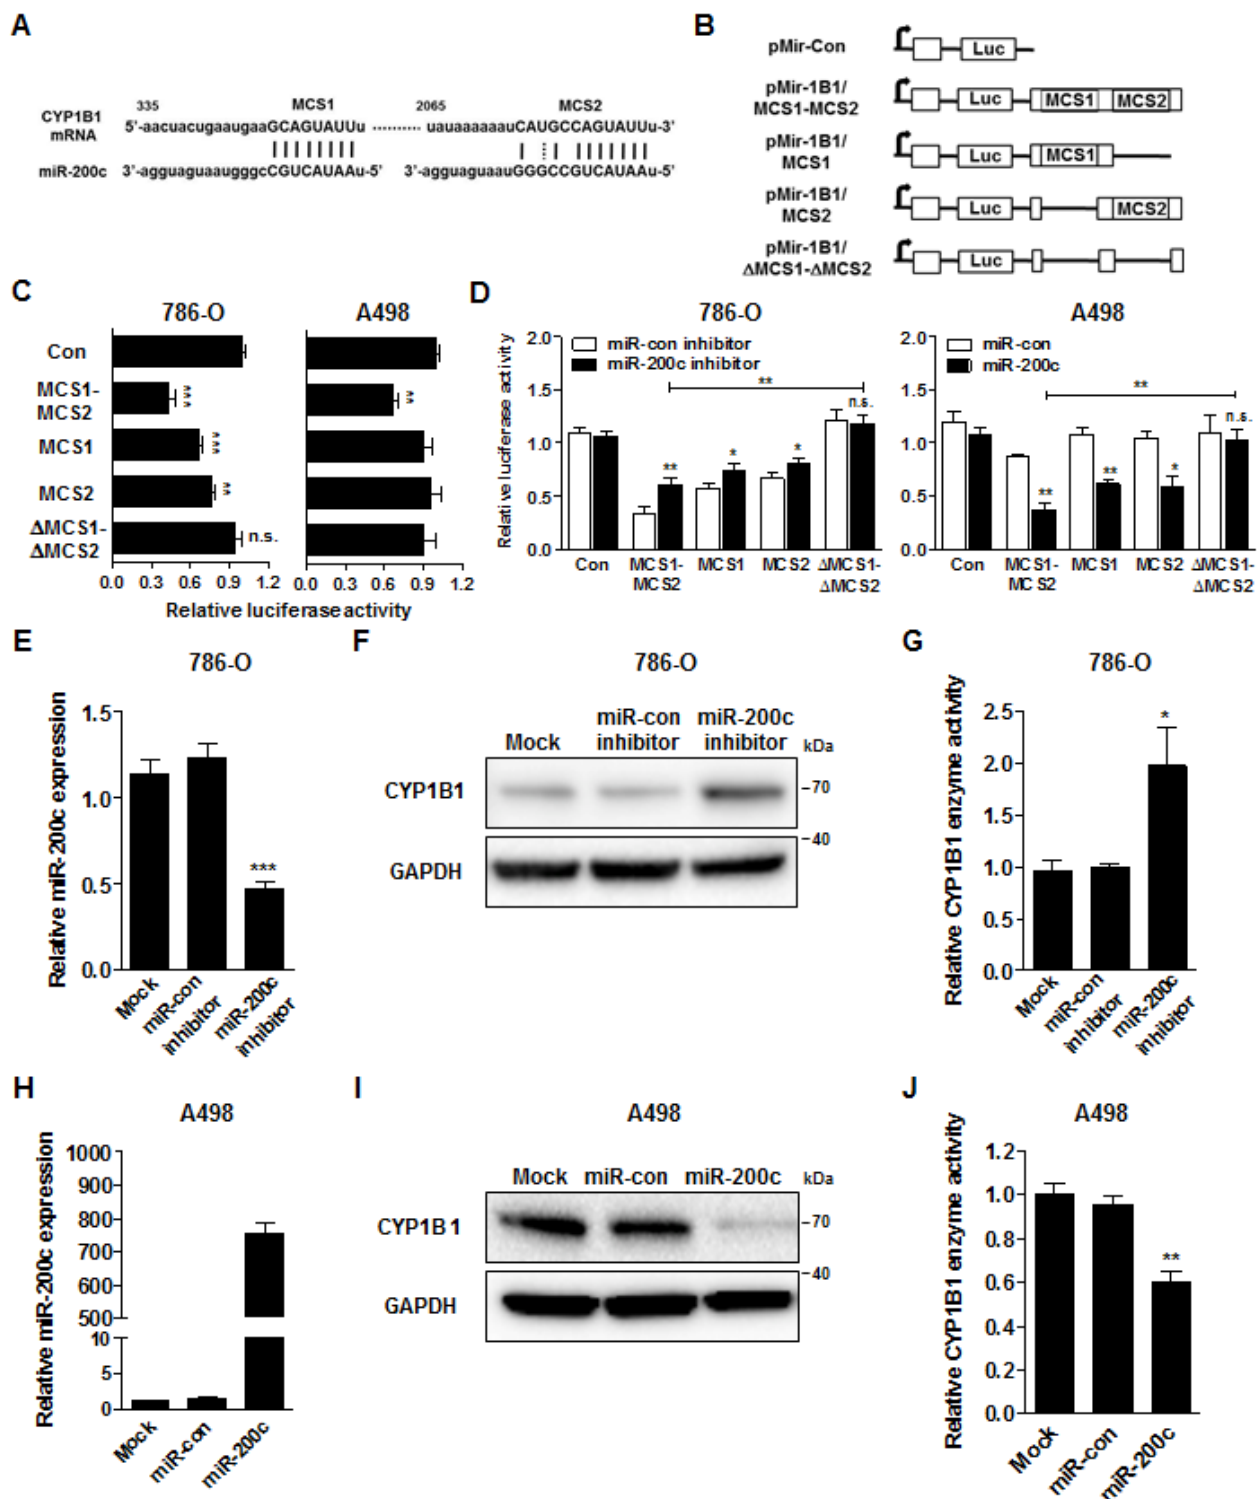 A
335 MCS1 2065 MCS2
CYP1B1 mRNA 5'-aacuacugaaugaaGCAGUAUUu ............ uauaaaaaauCAUGCCAGUAUUu-3'
miR-200c 3'-agguaguaaugggcCGUCAUAAu-5' 3'-agguaguaauGGGCCGUCAUAAu-5'
B
pMir-Con
Luc
pMir-1B1/
MCS1-MCS2
Luc MCS1 MCS2
pMir-1B1/
MCS1
Luc MCS1
pMir-1B1/
MCS2
Luc MCS2
pMir-1B1/
ΔMCS1-ΔMCS2
Luc
C
786-O A498
Con
MCS1-
MCS2
*** **
MCS1
***
MCS2
**
ΔMCS1-
ΔMCS2
n.s.
0.0 0.3 0.6 0.9 1.2 0.0 0.3 0.6 0.9 1.2
Relative luciferase activity
D
786-O
Relative luciferase activity
2.0
1.5
1.0
0.5
0.0
miR-con inhibitor
miR-200c inhibitor
**
** * * n.s.
Con MCS1-MCS2 MCS1 MCS2 ΔMCS1-ΔMCS2
A498
2.0
1.5
1.0
0.5
0.0
miR-con
miR-200c
**
** ** * n.s.
Con MCS1-MCS2 MCS1 MCS2 ΔMCS1-ΔMCS2
E
786-O
Relative miR-200c expression
1.5
1.0
0.5
0.0
***
Mock
miR-con inhibitor
miR-200c inhibitor
F
786-O
Mock miR-con inhibitor miR-200c inhibitor kDa
CYP1B1 -70
-40
GAPDH
G
786-O
Relative CYP1B1 enzyme activity
2.5
2.0
1.5
1.0
0.5
0.0
*
Mock
miR-con inhibitor
miR-200c inhibitor
H
A498
Relative miR-200c expression
1000
900
800
700
600
500
10
5
0
Mock
miR-con
miR-200c
I
A498
Mock miR-con miR-200c kDa
CYP1B1 -70
-40
GAPDH
J
A498
Relative CYP1B1 enzyme activity
1.2
1.0
0.8
0.6
0.4
0.2
0.0
**
Mock
miR-con
miR-200c